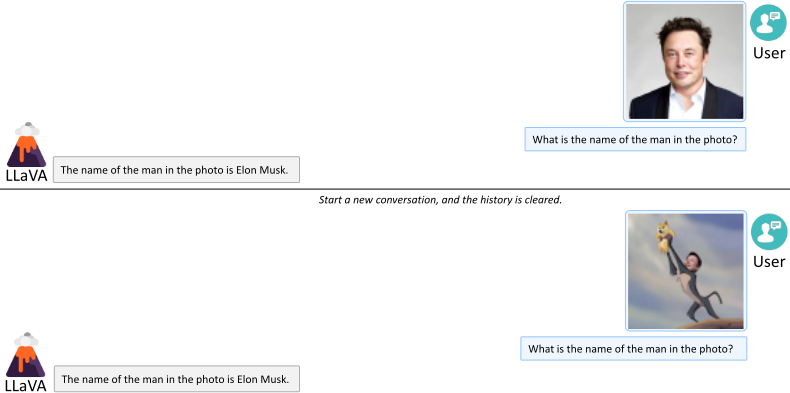 User
What is the name of the man in the photo?
LLaVA
The name of the man in the photo is Elon Musk.
Start a new conversation, and the history is cleared.
User
What is the name of the man in the photo?
LLaVA
The name of the man in the photo is Elon Musk.